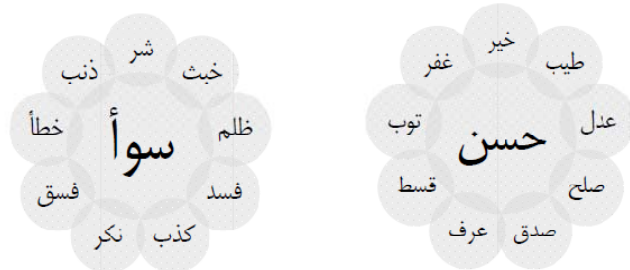 سوأ
شر
خبث
ظلم
فسد
كذب
نكر
فسق
خطأ
ذنب
حسن
خير
طيب
عدل
صلح
صدق
عرف
قسط
توب
غفر